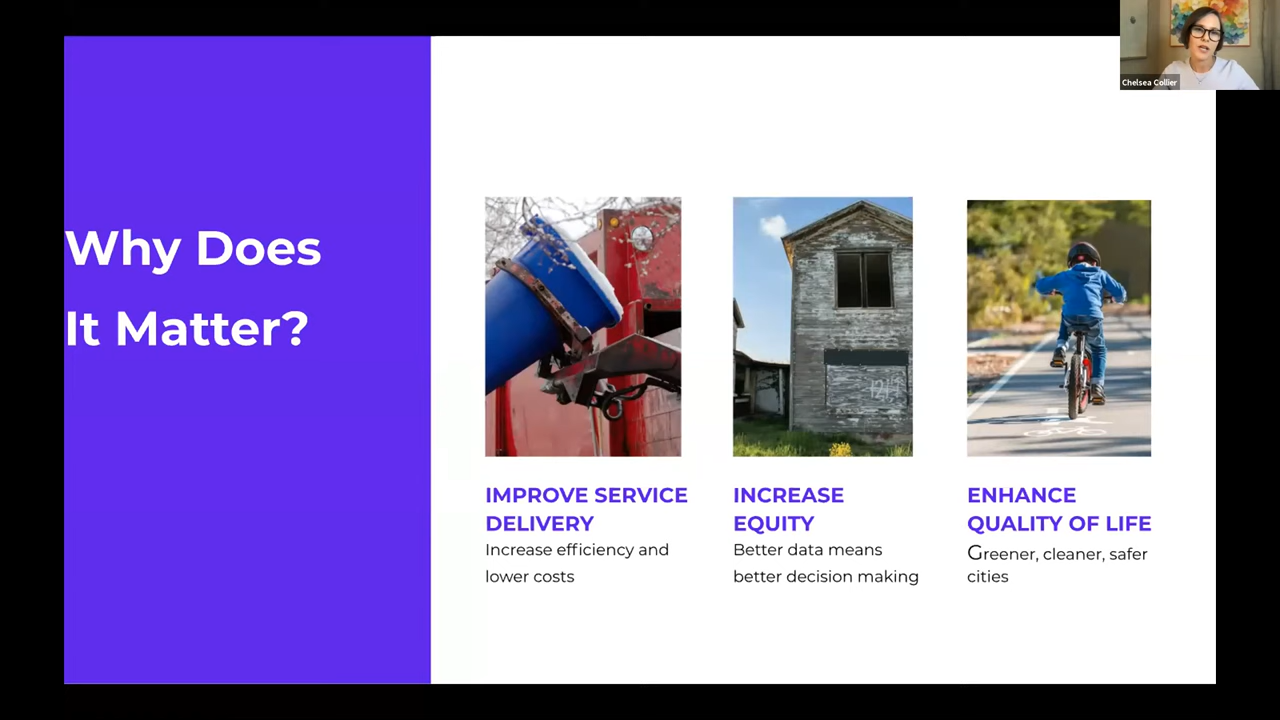 Chelsea Collier
Why Does
It Matter?
IMPROVE SERVICE
DELIVERY
Increase efficiency and
lower costs
INCREASE
EQUITY
Better data means
better decision making
ENHANCE
QUALITY OF LIFE
Greener, cleaner, safer
cities